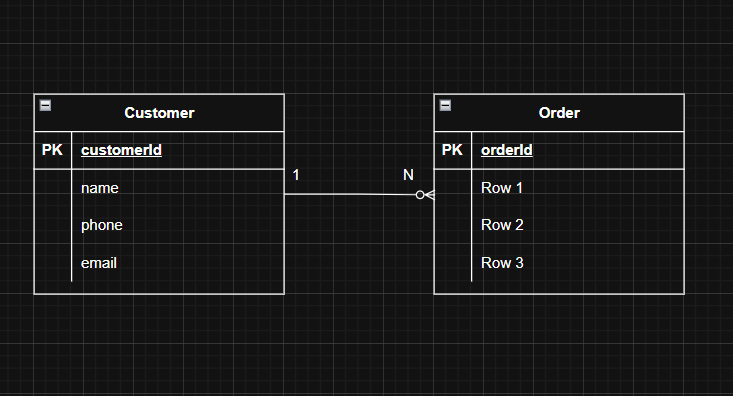 Customer
PK customerId
name
phone
email
1
N
Order
PK orderId
Row 1
Row 2
Row 3